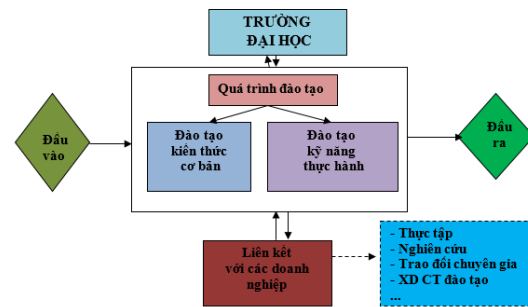 TRƯỜNG
ĐẠI HỌC
Quá trình đào tạo
Đầu
vào
Đào tạo
kiến thức
cơ bản
Đào tạo
kỹ năng
thực hành
Đầu
ra
Liên kết
với các doanh
nghiệp
- Thực tập
- Nghiên cứu
- Trao đổi chuyên gia
- XD CT đào tạo
...